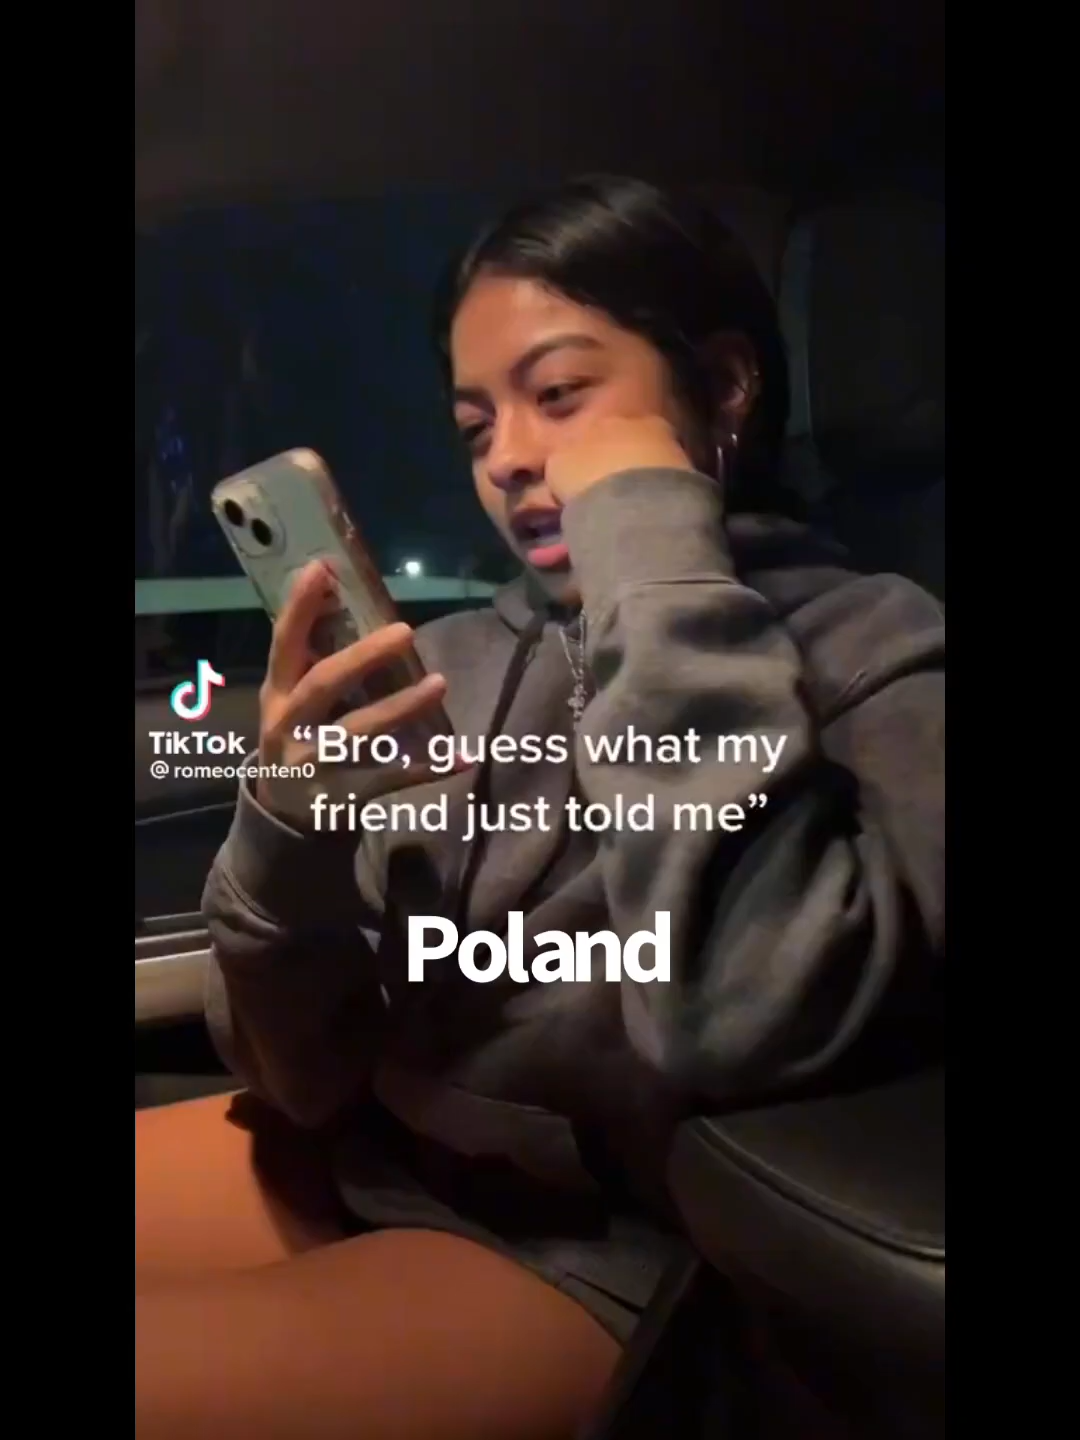 TikTok
@romeocenten0
“Bro, guess what my
friend just told me”
Poland